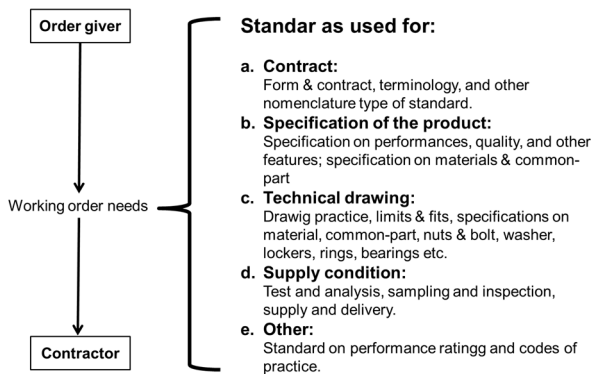 Order giver
Working order needs
Contractor
Standar as used for:
a. Contract:
Form & contract, terminology, and other
nomenclature type of standard.
b. Specification of the product:
Specification on performances, quality, and other
features; specification on materials & common-
part
c. Technical drawing:
Drawig practice, limits & fits, specifications on
material, common-part, nuts & bolt, washer,
lockers, rings, bearings etc.
d. Supply condition:
Test and analysis, sampling and inspection,
supply and delivery.
e. Other:
Standard on performance ratingg and codes of
practice.